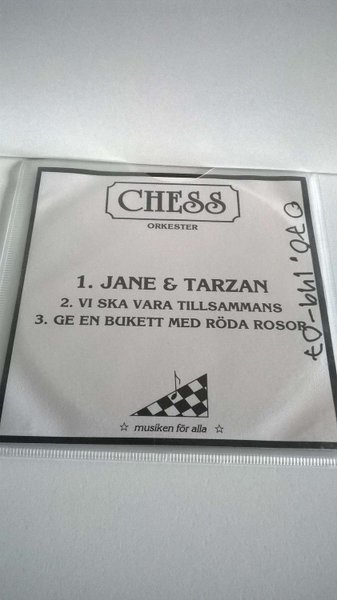 CHESS
ORKESTER
1. JANE & TARZAN
2. VI SKA VARA TILLSAMMANS
3. GE EN BUKETT MED RÖDA ROSOR
☆ musiken för alla ☆